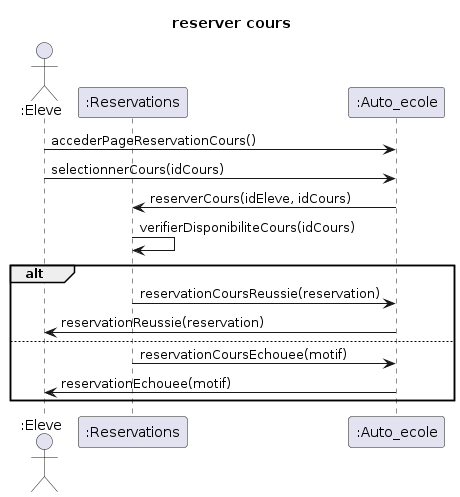 reserver cours
:Eleve
:Reservations
:Auto_ecole
accederPageReservationCours()
selectionnerCours(idCours)
reserverCours(idEleve, idCours)
verifierDisponibiliteCours(idCours)
alt
reservationCoursReussie(reservation)
reservationReussie(reservation)
reservationCoursEchouee(motif)
reservationEchouee(motif)
:Eleve
:Reservations
:Auto_ecole